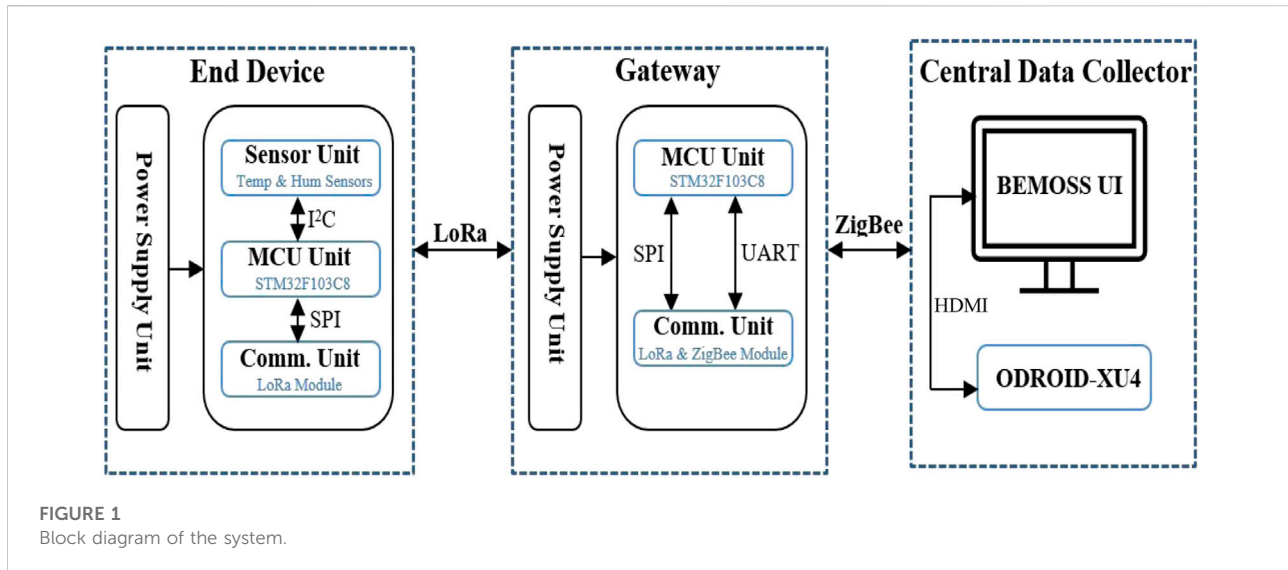 End Device
Power Supply Unit
Sensor Unit
Temp & Hum Sensors
I²C
MCU Unit
STM32F103C8
SPI
Comm. Unit
LoRa Module
LoRa
Gateway
Power Supply Unit
MCU Unit
STM32F103C8
SPI
UART
Comm. Unit
LoRa & ZigBee Module
ZigBee
Central Data Collector
BEMOSS UI
HDMI
ODROID-XU4
FIGURE 1
Block diagram of the system.